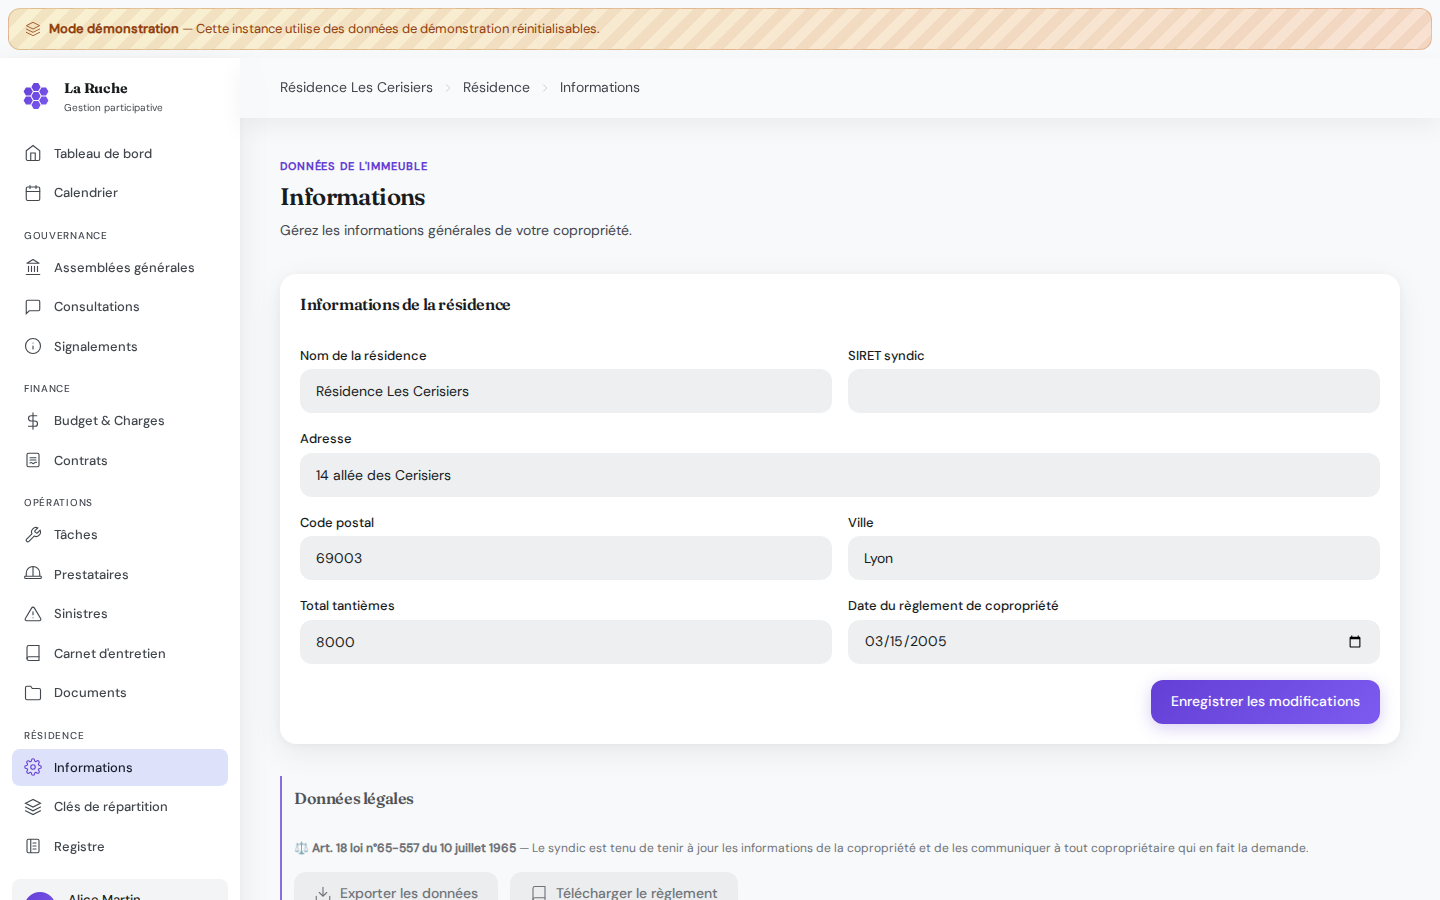 Mode démonstration — Cette instance utilise des données de démonstration réinitialisables.
La Ruche
Gestion participative
Tableau de bord
Calendrier
GOUVERNANCE
Assemblées générales
Consultations
Signalements
FINANCE
Budget & Charges
Contrats
OPÉRATIONS
Tâches
Prestataires
Sinistres
Carnet d'entretien
Documents
RÉSIDENCE
Informations
Clés de répartition
Registre
Alice Martin
Résidence Les Cerisiers > Résidence > Informations
DONNÉES DE L'IMMEUBLE
Informations
Gérez les informations générales de votre copropriété.
Informations de la résidence
Nom de la résidence
Résidence Les Cerisiers
SIRET syndic
Adresse
14 allée des Cerisiers
Code postal
69003
Ville
Lyon
Total tantièmes
8000
Date du règlement de copropriété
03/15/2005
Enregistrer les modifications
Données légales
⚖️ Art. 18 loi n°65-557 du 10 juillet 1965 — Le syndic est tenu de tenir à jour les informations de la copropriété et de les communiquer à tout copropriétaire qui en fait la demande.
Exporter les données
Télécharger le règlement